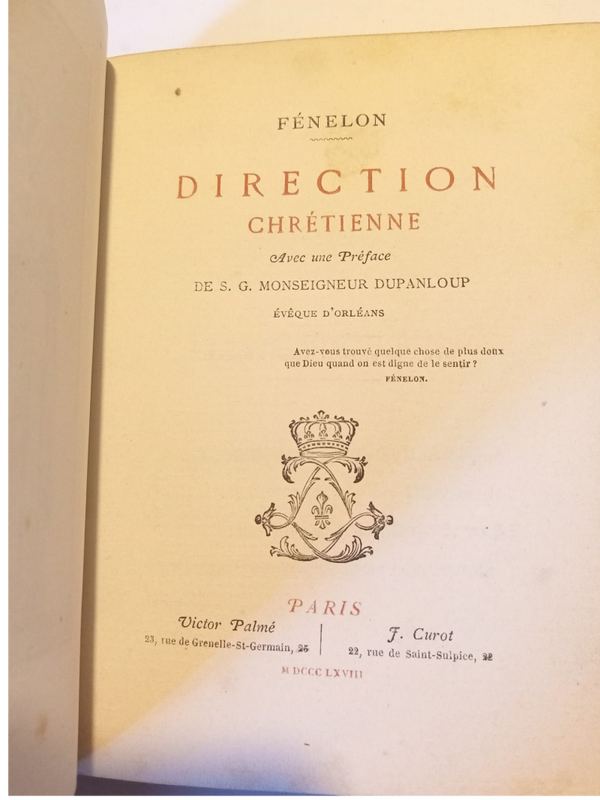 FÉNELON
DIRECTION
CHRÉTIENNE
Avec une Préface
DE S. G. MONSEIGNEUR DUPANLOUP
ÉVÊQUE D'ORLÉANS
Avez-vous trouvé quelque chose de plus doux
que Dieu quand on est digne de le sentir ?
FÉNELON.
PARIS
Victor Palmé
23, rue de Grenelle-St-Germain, 25
J. Curot
22, rue de Saint-Sulpice, 22
M DCCC LXVIII